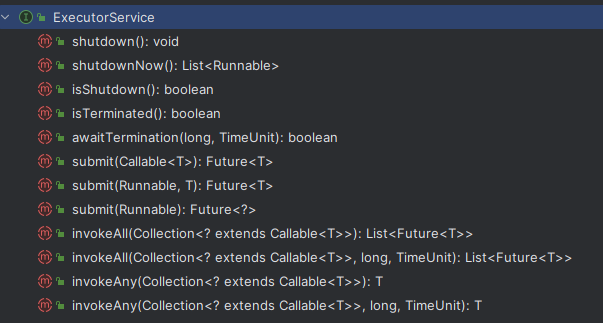 ExecutorService
shutdown(): void
shutdownNow(): List<Runnable>
isShutdown(): boolean
isTerminated(): boolean
awaitTermination(long, TimeUnit): boolean
submit(Callable<T>): Future<T>
submit(Runnable, T): Future<T>
submit(Runnable): Future<?>
invokeAll(Collection<? extends Callable<T>>): List<Future<T>>
invokeAll(Collection<? extends Callable<T>>, long, TimeUnit): List<Future<T>>
invokeAny(Collection<? extends Callable<T>>): T
invokeAny(Collection<? extends Callable<T>>, long, TimeUnit): T